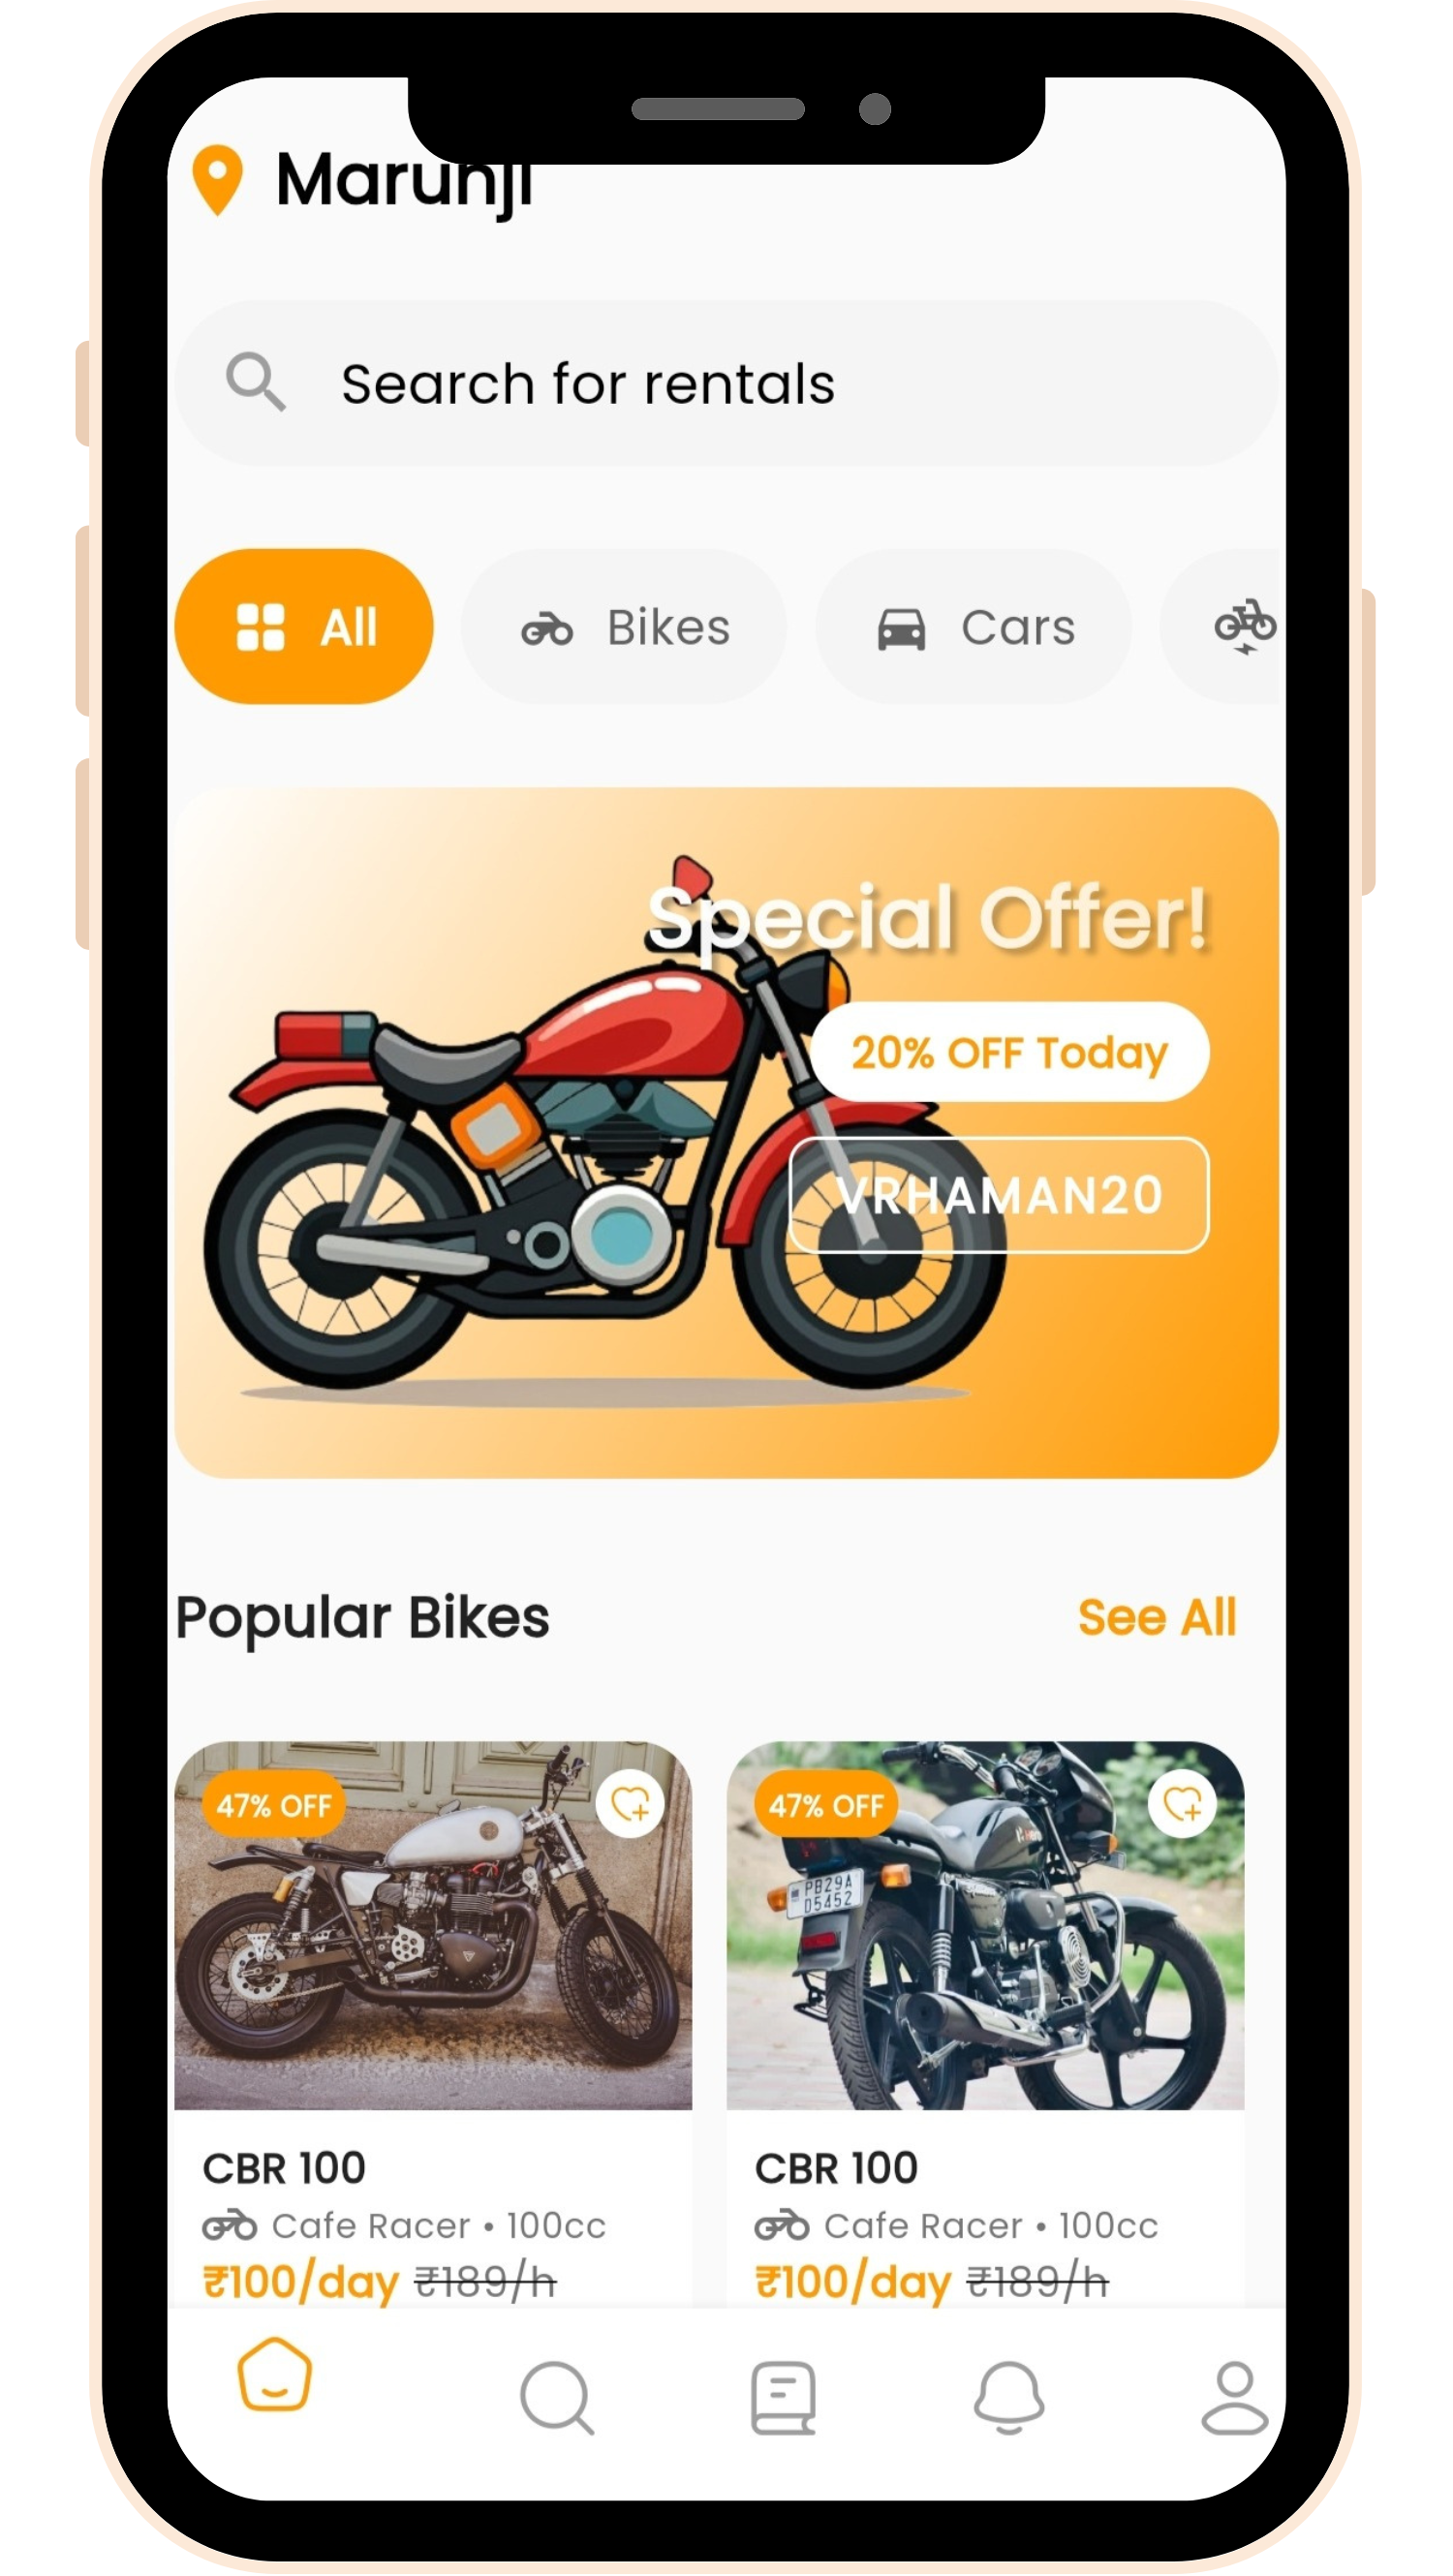 Marunji
Search for rentals
All Bikes Cars
Special Offer!
20% OFF Today
VRHAMAN20
Popular Bikes See All
47% OFF 47% OFF
PB29A
D5452
CBR 100 CBR 100
Cafe Racer • 100cc Cafe Racer • 100cc
₹100/day ₹189/h ₹100/day ₹189/h